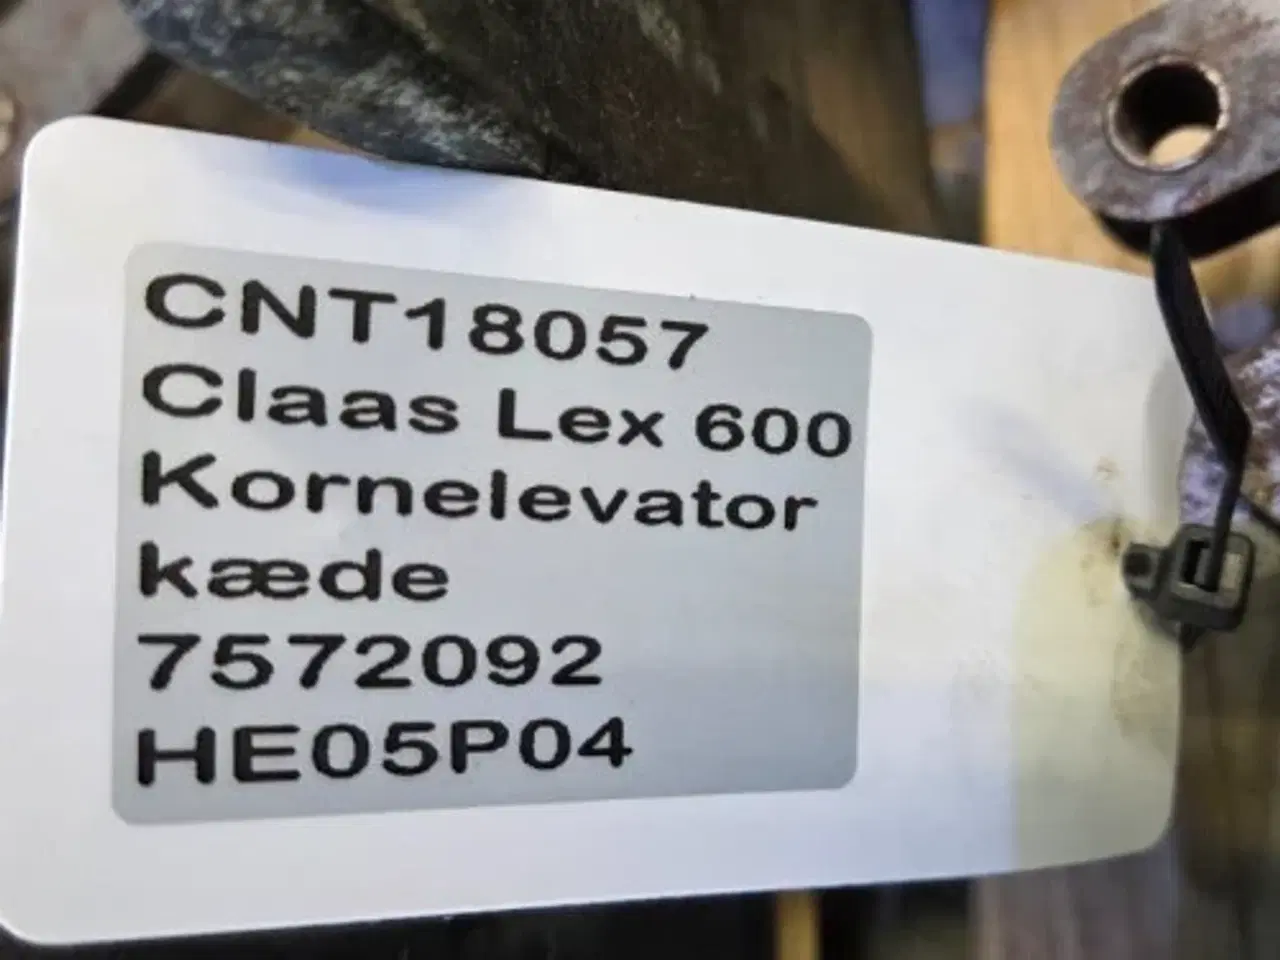 CNT18057
Claas Lex 600
Kornelevator
kæde
7572092
HE05P04